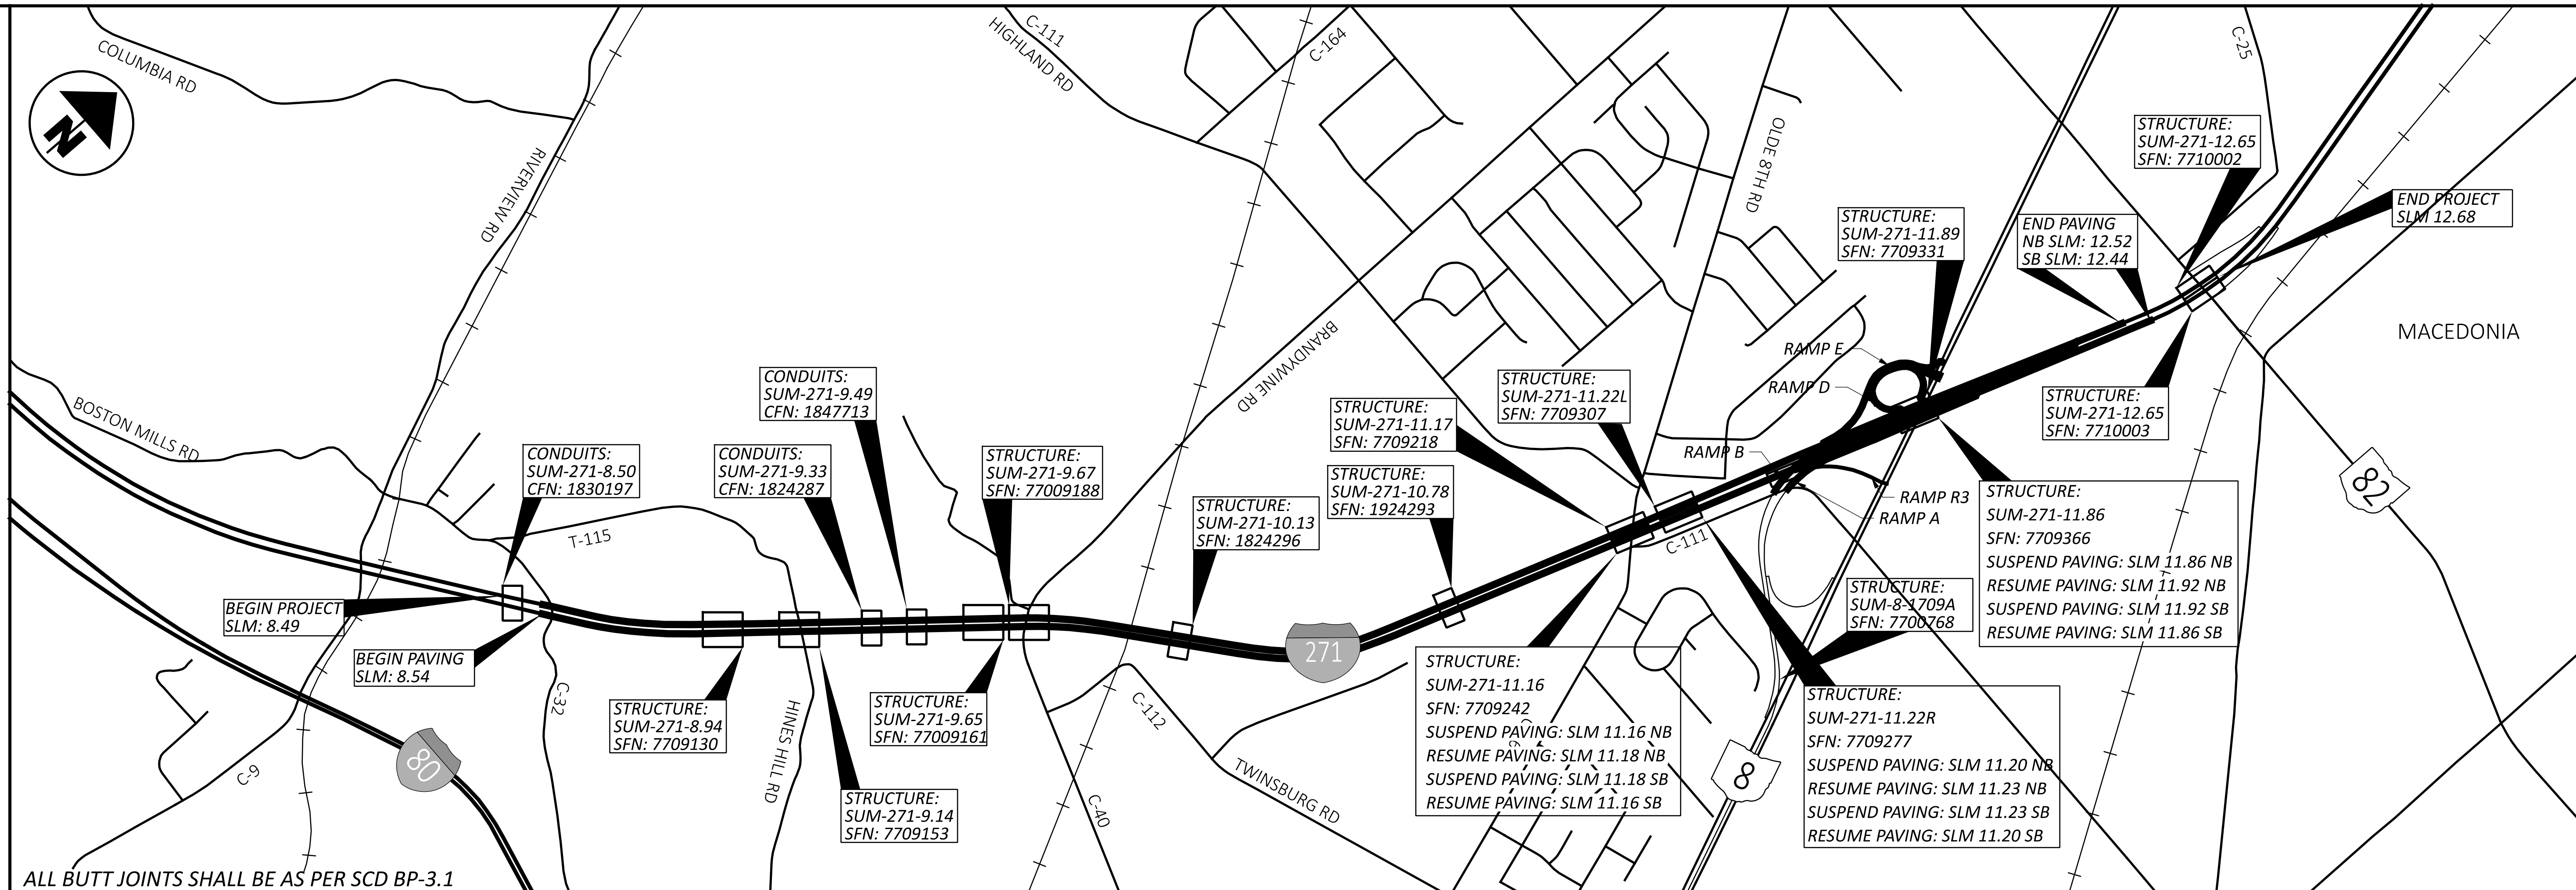 COLUMBIA RD
N
RIVERVIEW RD
C-111
HIGHLAND RD
C-164
OLDE 8TH RD
C-25
STRUCTURE:
SUM-271-12.65
SFN: 7710002
END PROJECT
SLM 12.68
STRUCTURE:
SUM-271-11.89
SFN: 7709331
END PAVING
NB SLM: 12.52
SB SLM: 12.44
MACEDONIA
BRANDYWINE RD
RAMP E
RAMP D
RAMP B
RAMP R3
RAMP A
CONDUITS:
SUM-271-9.49
CFN: 1847713
STRUCTURE:
SUM-271-11.22L
SFN: 7709307
STRUCTURE:
SUM-271-11.17
SFN: 7709218
STRUCTURE:
SUM-271-12.65
SFN: 7710003
BOSTON MILLS RD
CONDUITS:
SUM-271-8.50
CFN: 1830197
CONDUITS:
SUM-271-9.33
CFN: 1824287
STRUCTURE:
SUM-271-9.67
SFN: 77009188
STRUCTURE:
SUM-271-10.78
SFN: 1924293
STRUCTURE:
SUM-271-10.13
SFN: 1824296
82
STRUCTURE:
SUM-271-11.86
SFN: 7709366
SUSPEND PAVING: SLM 11.86 NB
RESUME PAVING: SLM 11.92 NB
SUSPEND PAVING: SLM 11.92 SB
RESUME PAVING: SLM 11.86 SB
T-115
C-111
BEGIN PROJECT
SLM: 8.49
BEGIN PAVING
SLM: 8.54
STRUCTURE:
SUM-8-1709A
SFN: 7700768
271
STRUCTURE:
SUM-271-11.16
SFN: 7709242
SUSPEND PAVING: SLM 11.16 NB
RESUME PAVING: SLM 11.18 NB
SUSPEND PAVING: SLM 11.18 SB
RESUME PAVING: SLM 11.16 SB
STRUCTURE:
SUM-271-11.22R
SFN: 7709277
SUSPEND PAVING: SLM 11.20 NB
RESUME PAVING: SLM 11.23 NB
SUSPEND PAVING: SLM 11.23 SB
RESUME PAVING: SLM 11.20 SB
C-32
STRUCTURE:
SUM-271-8.94
SFN: 7709130
HINES HILL RD
STRUCTURE:
SUM-271-9.65
SFN: 77009161
C-112
TWINSBURG RD
80
C-9
8
STRUCTURE:
SUM-271-9.14
SFN: 7709153
C-40
ALL BUTT JOINTS SHALL BE AS PER SCD BP-3.1